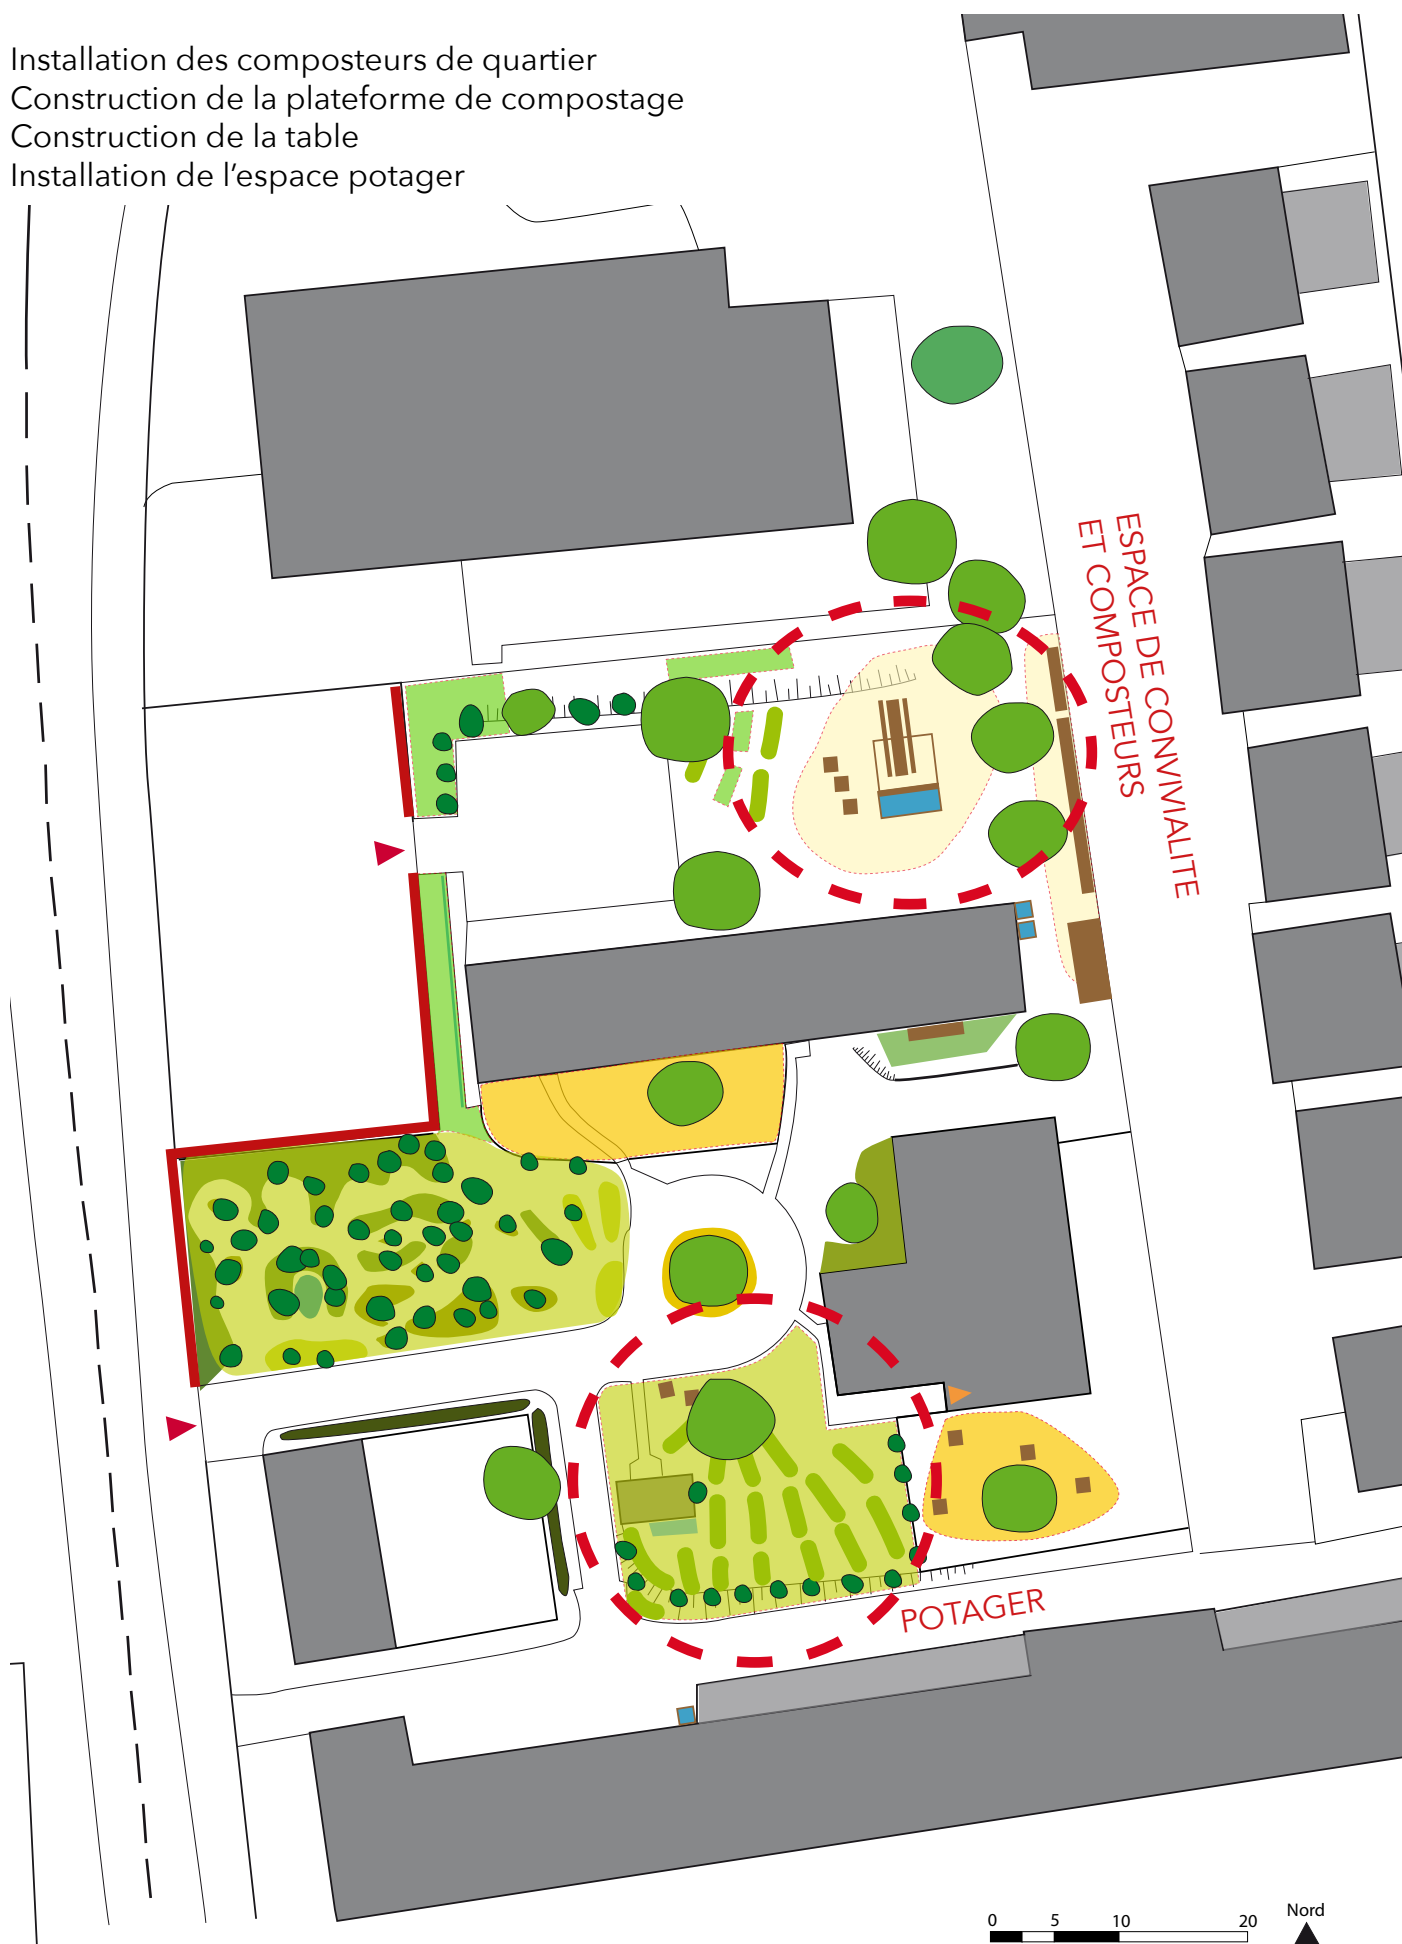 Installation des composteurs de quartier
Construction de la plateforme de compostage
Construction de la table
Installation de l’espace potager
ESPACE DE CONVIVIALITE
ET COMPOSTEURS
POTAGER
0 5 10 20
Nord